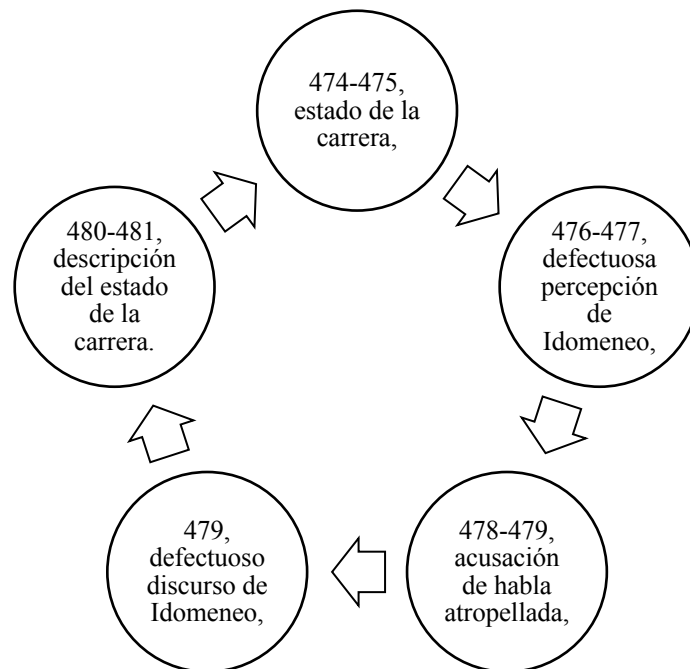 474-475,
estado de la
carrera,
476-477,
defectuosa
percepción
de
Idomeneo,
478-479,
acusación
de habla
atropellada,
479,
defectuoso
discurso de
Idomeneo,
480-481,
descripción
del estado
de la
carrera.